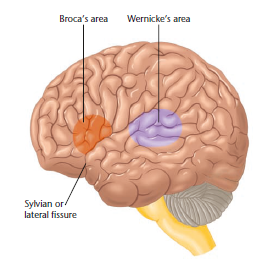 Broca's area
Wernicke's area
Sylvian or
lateral fissure